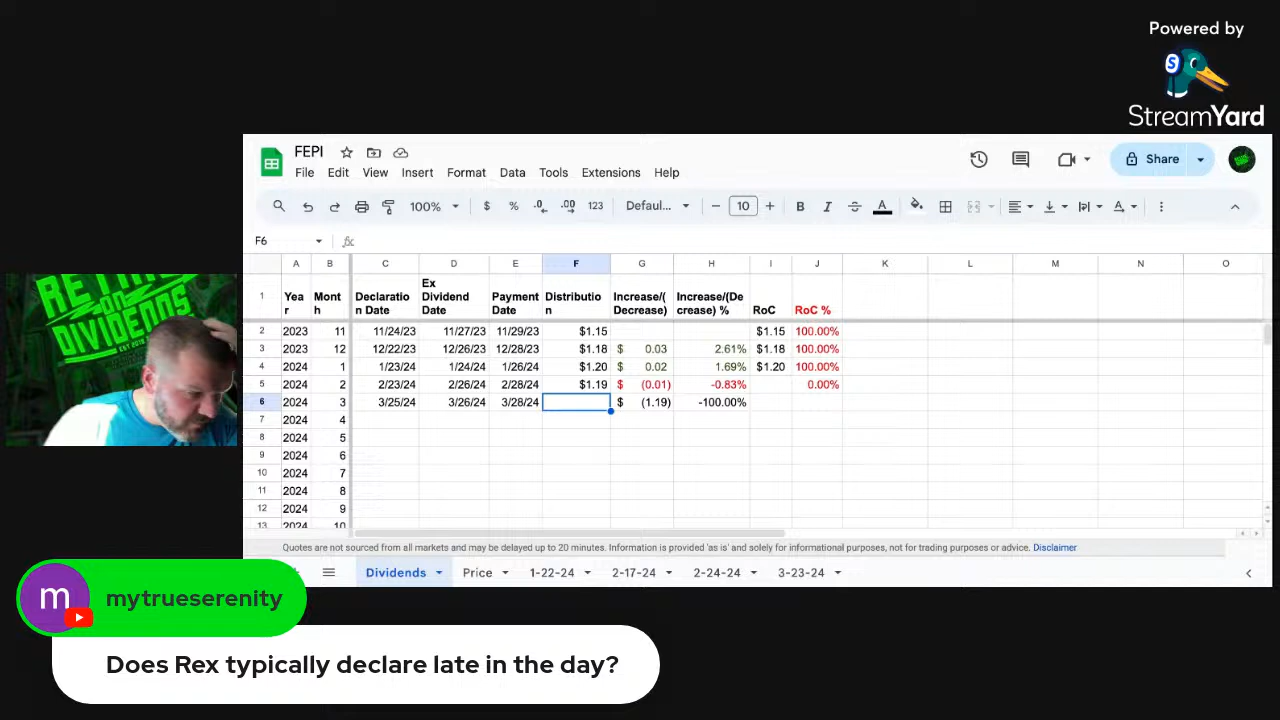 Powered by
StreamYard
FEPI
File Edit View Insert Format Data Tools Extensions Help
Share
100% $ % .0 .00 123 Defaul... 10 B I A
F6 fx
A B C D E F G H I J K L M N O
1 Yea r Mont h Declaratio n Date Ex Dividend Date Payment Date Distributio n Increase/( Decrease) Increase/(De crease) % RoC RoC %
2 2023 11 11/24/23 11/27/23 11/29/23 $1.15 $1.15 100.00%
3 2023 12 12/22/23 12/26/23 12/28/23 $1.18 $ 0.03 2.61% $1.18 100.00%
4 2024 1 1/23/24 1/24/24 1/26/24 $1.20 $ 0.02 1.69% $1.20 100.00%
5 2024 2 2/23/24 2/26/24 2/28/24 $1.19 $ (0.01) -0.83% 0.00%
6 2024 3 3/25/24 3/26/24 3/28/24 $ (1.19) -100.00%
7 2024 4
8 2024 5
9 2024 6
10 2024 7
11 2024 8
12 2024 9
13 2024 10
Quotes are not sourced from all markets and may be delayed up to 20 minutes. Information is provided 'as is' and solely for informational purposes, not for trading purposes or advice. Disclaimer
Dividends Price 1-22-24 2-17-24 2-24-24 3-23-24
ON
DIVIDENDS
m mytrueserenity
Does Rex typically declare late in the day?